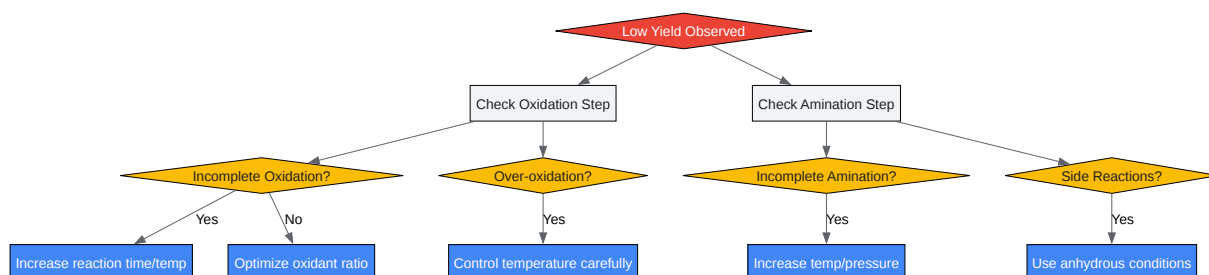 Low Yield Observed
Check Oxidation Step
Check Amination Step
Incomplete Oxidation?
Over-oxidation?
Incomplete Amination?
Side Reactions?
Yes
No
Yes
Yes
Yes
Increase reaction time/temp
Optimize oxidant ratio
Control temperature carefully
Increase temp/pressure
Use anhydrous conditions